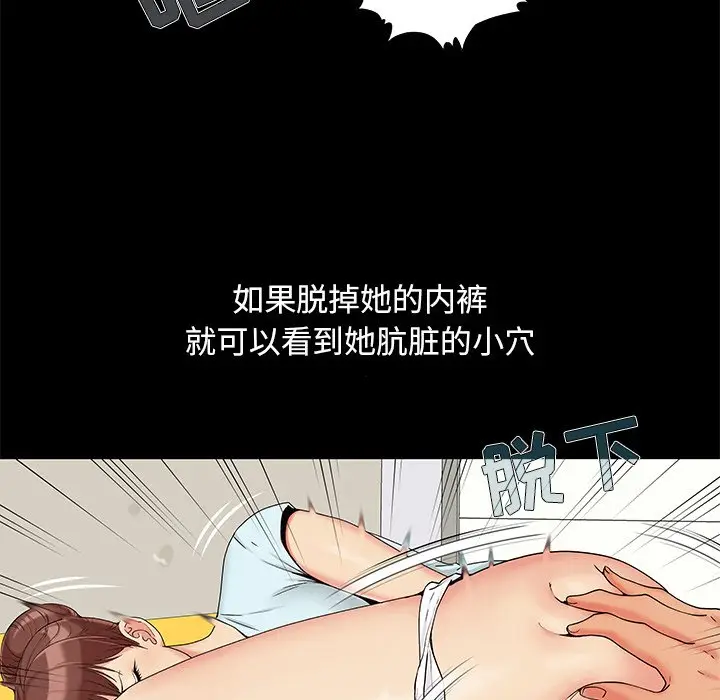 如果脱掉她的内裤
就可以看到她肮脏的小穴
脱下